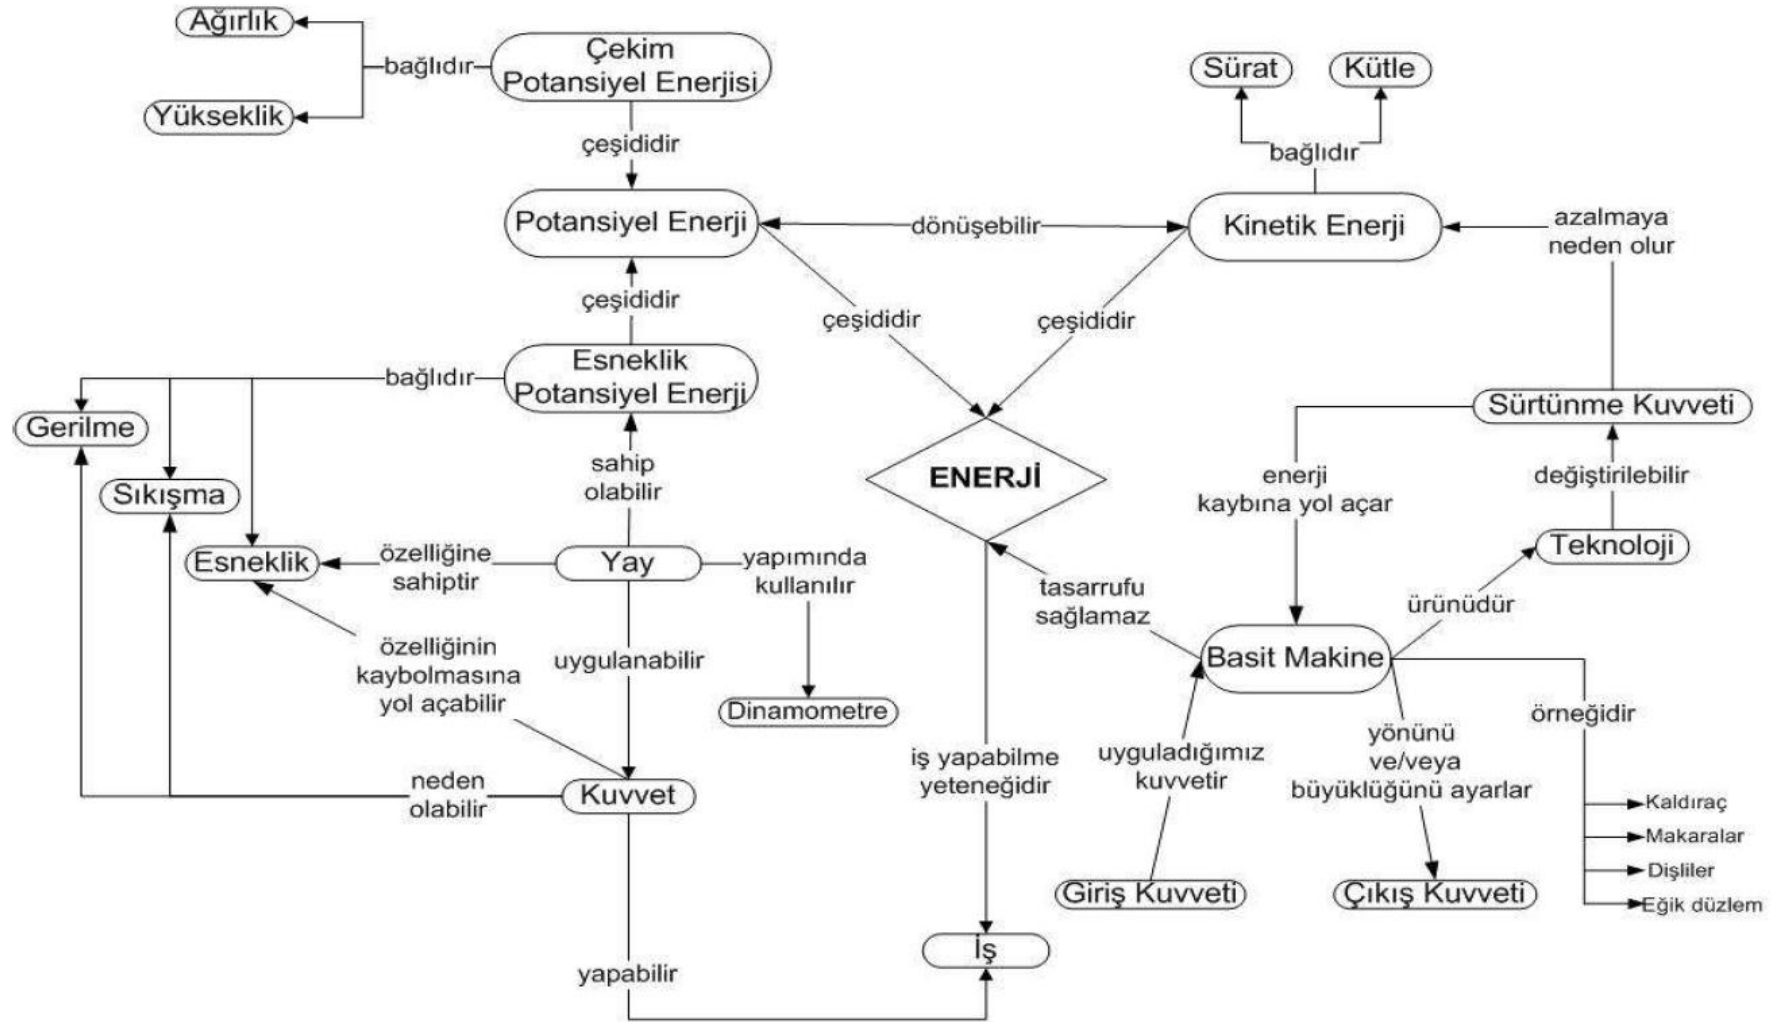 Ağırlık
bağlıdır
Yükseklik
Çekim
Potansiyel Enerjisi
çeşididir
Sürat
Kütle
bağlıdır
Potansiyel Enerji
dönüşebilir
Kinetik Enerji
azalmaya
neden olur
çeşididir
çeşididir
çeşididir
Esneklik
Potansiyel Enerji
bağlıdır
Gerilme
Sıkışma
Esneklik
sahip
olabilir
ENERJİ
Sürtünme Kuvveti
enerji
kaybına yol açar
değiştirilebilir
Teknoloji
özelliğine
sahiptir
Yay
yapımında
kullanılır
tasarrufu
sağlamaz
ürünüdür
Basit Makine
özelliğinin
kaybolmasına
yol açabilir
uygulanabilir
Dinamometre
örneğidir
iş yapabilme
yeteneğidir
uyguladığımız
kuvvetir
yönünü
ve/veya
büyüklüğünü ayarlar
neden
olabilir
Kuvvet
Kaldıraç
Makaralar
Dişliler
Eğik düzlem
Giriş Kuvveti
Çıkış Kuvveti
İş
yapabilir